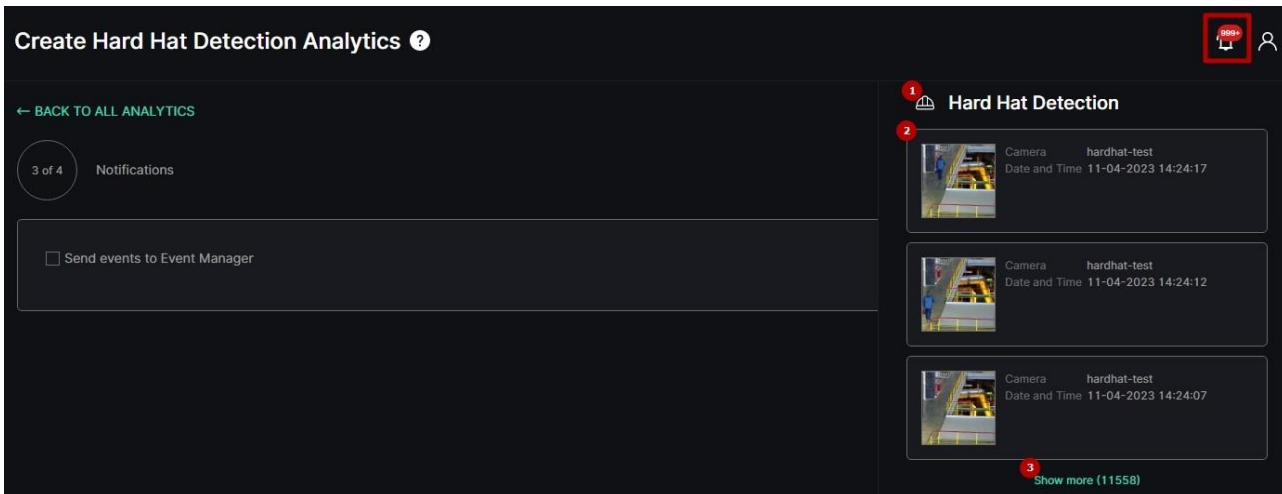 Create Hard Hat Detection Analytics ?
999+
← BACK TO ALL ANALYTICS
3 of 4 Notifications
Send events to Event Manager
1 Hard Hat Detection
2
Camera hardhat-test
Date and Time 11-04-2023 14:24:17
Camera hardhat-test
Date and Time 11-04-2023 14:24:12
Camera hardhat-test
Date and Time 11-04-2023 14:24:07
3
Show more (11558)